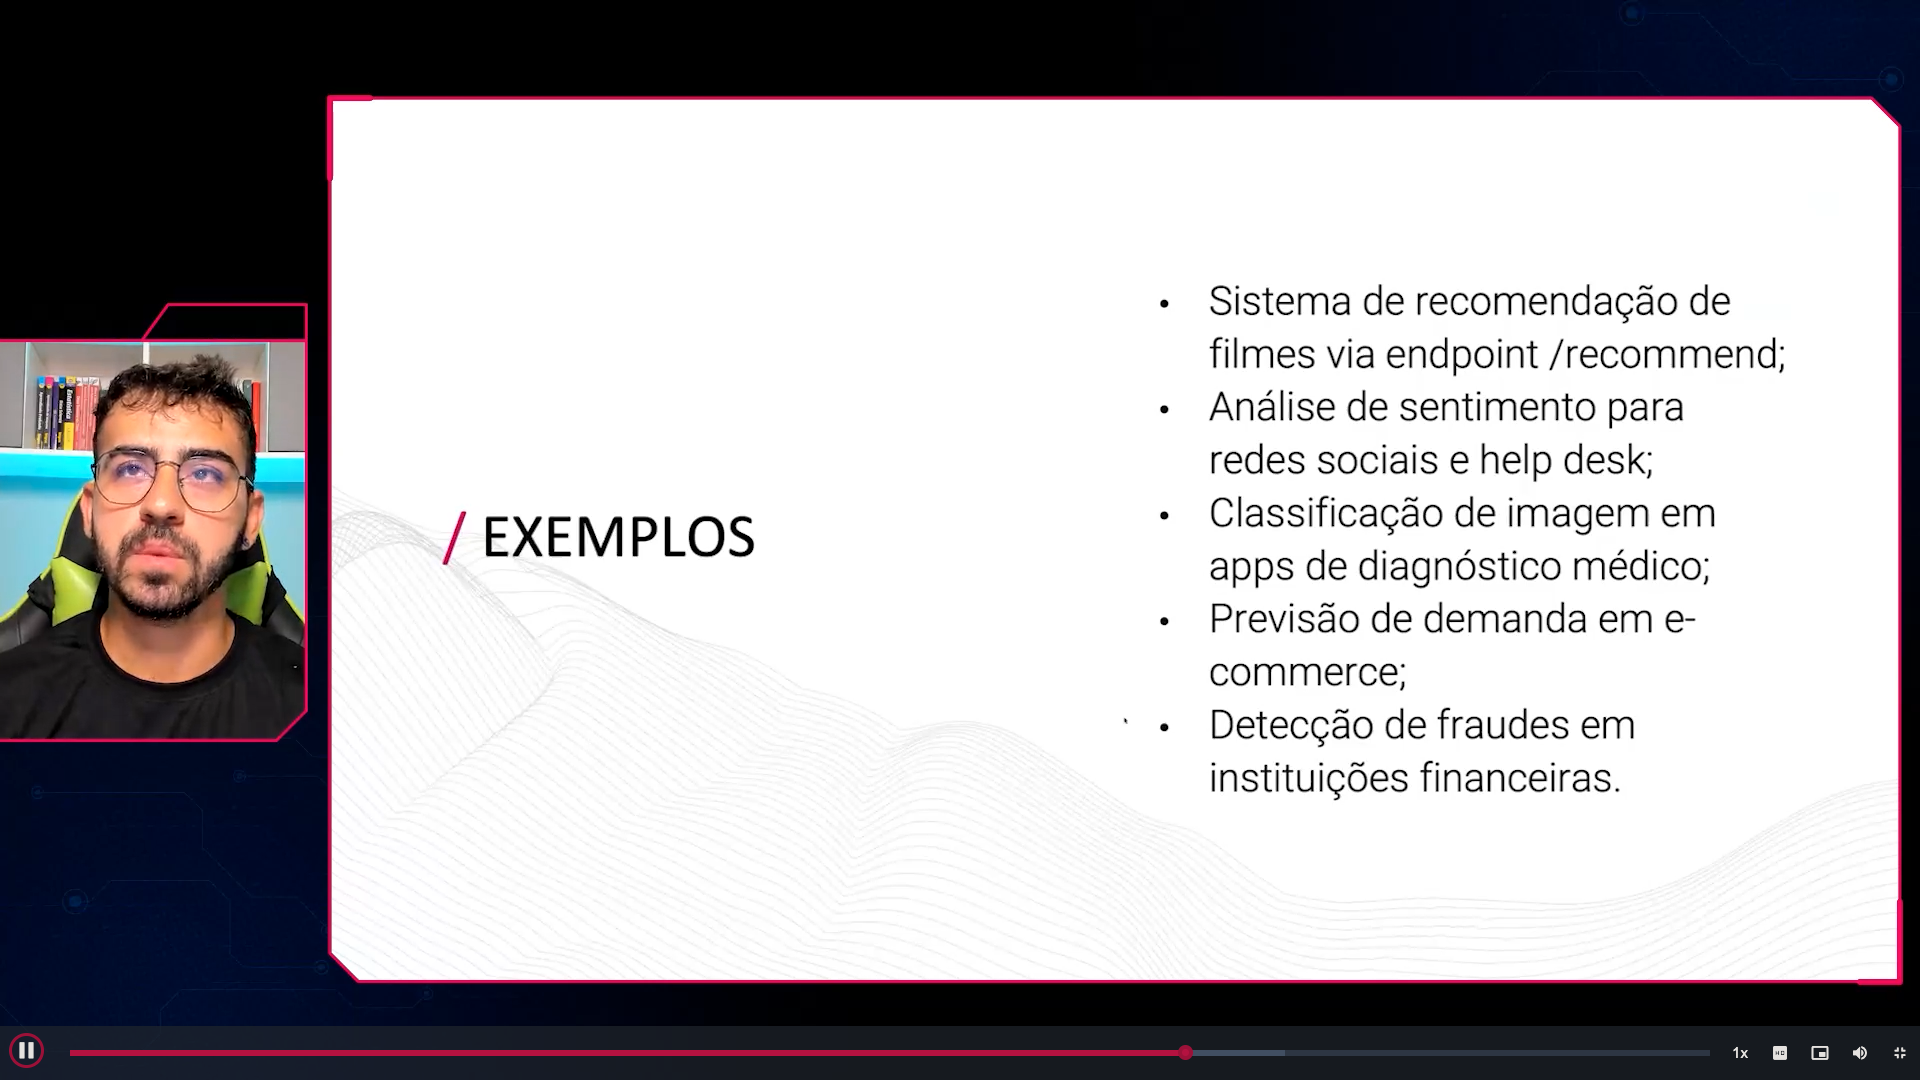 / EXEMPLOS
• Sistema de recomendação de
filmes via endpoint /recommend;
• Análise de sentimento para
redes sociais e help desk;
• Classificação de imagem em
apps de diagnóstico médico;
• Previsão de demanda em e-
commerce;
• Detecção de fraudes em
instituições financeiras.
1x